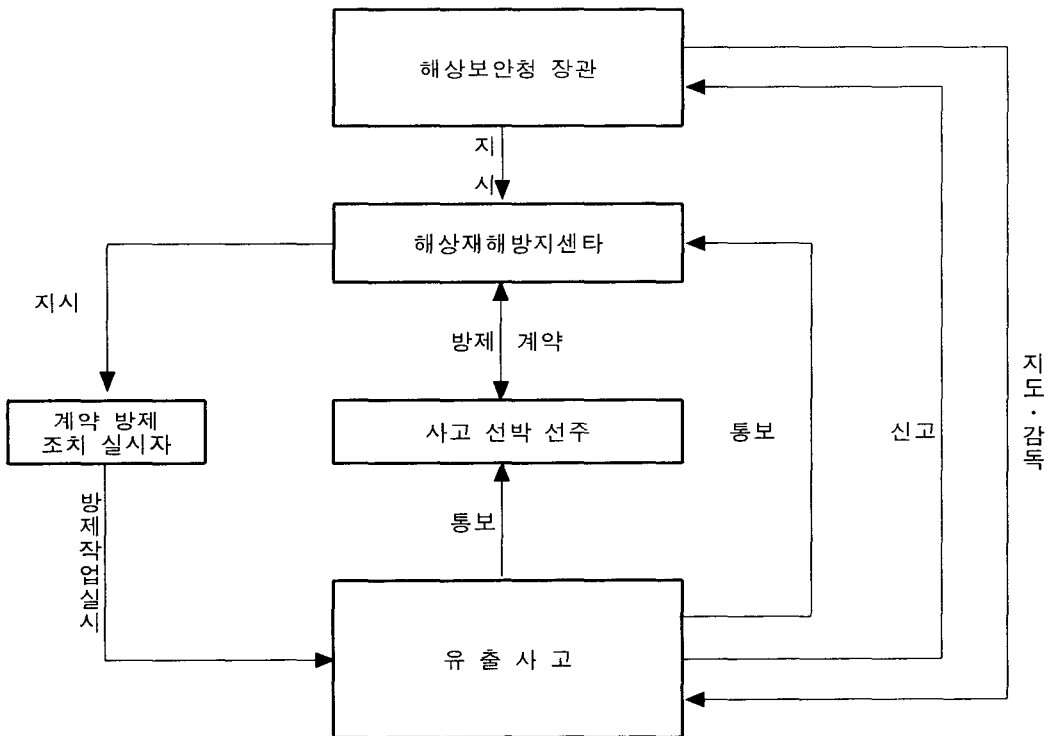 해상보안청 장관
지
시
해상재해방지센타
지시
방제 계약
지도·감독
계약 방제
조치 실시자
사고 선박 선주
통보
신고
방제작업실시
통보
유 출 사 고